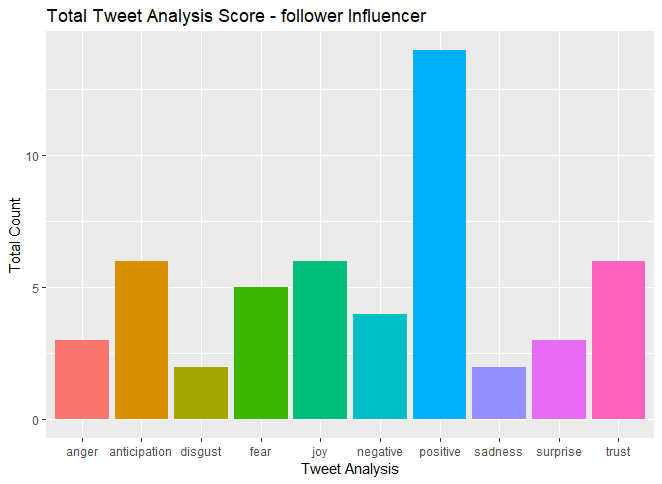 Total Tweet Analysis Score - follower Influencer
Total Count
10
5
0
anger anticipation disgust fear joy negative positive sadness surprise trust
Tweet Analysis